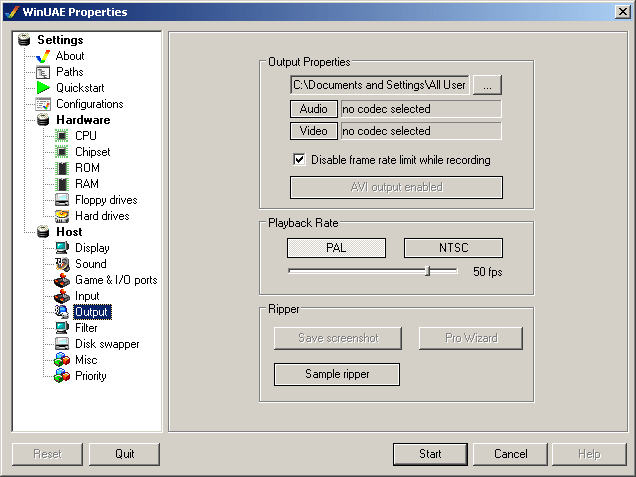 WinUAE Properties
Settings
About
Paths
Quickstart
Configurations
Hardware
CPU
Chipset
ROM
RAM
Floppy drives
Hard drives
Host
Display
Sound
Game & I/O ports
Input
Output
Filter
Disk swapper
Misc
Priority
Output Properties
C:\Documents and Settings\All User
...
Audio no codec selected
Video no codec selected
Disable frame rate limit while recording
AVI output enabled
Playback Rate
PAL NTSC
50 fps
Ripper
Save screenshot Pro Wizard
Sample ripper
Reset Quit Start Cancel Help